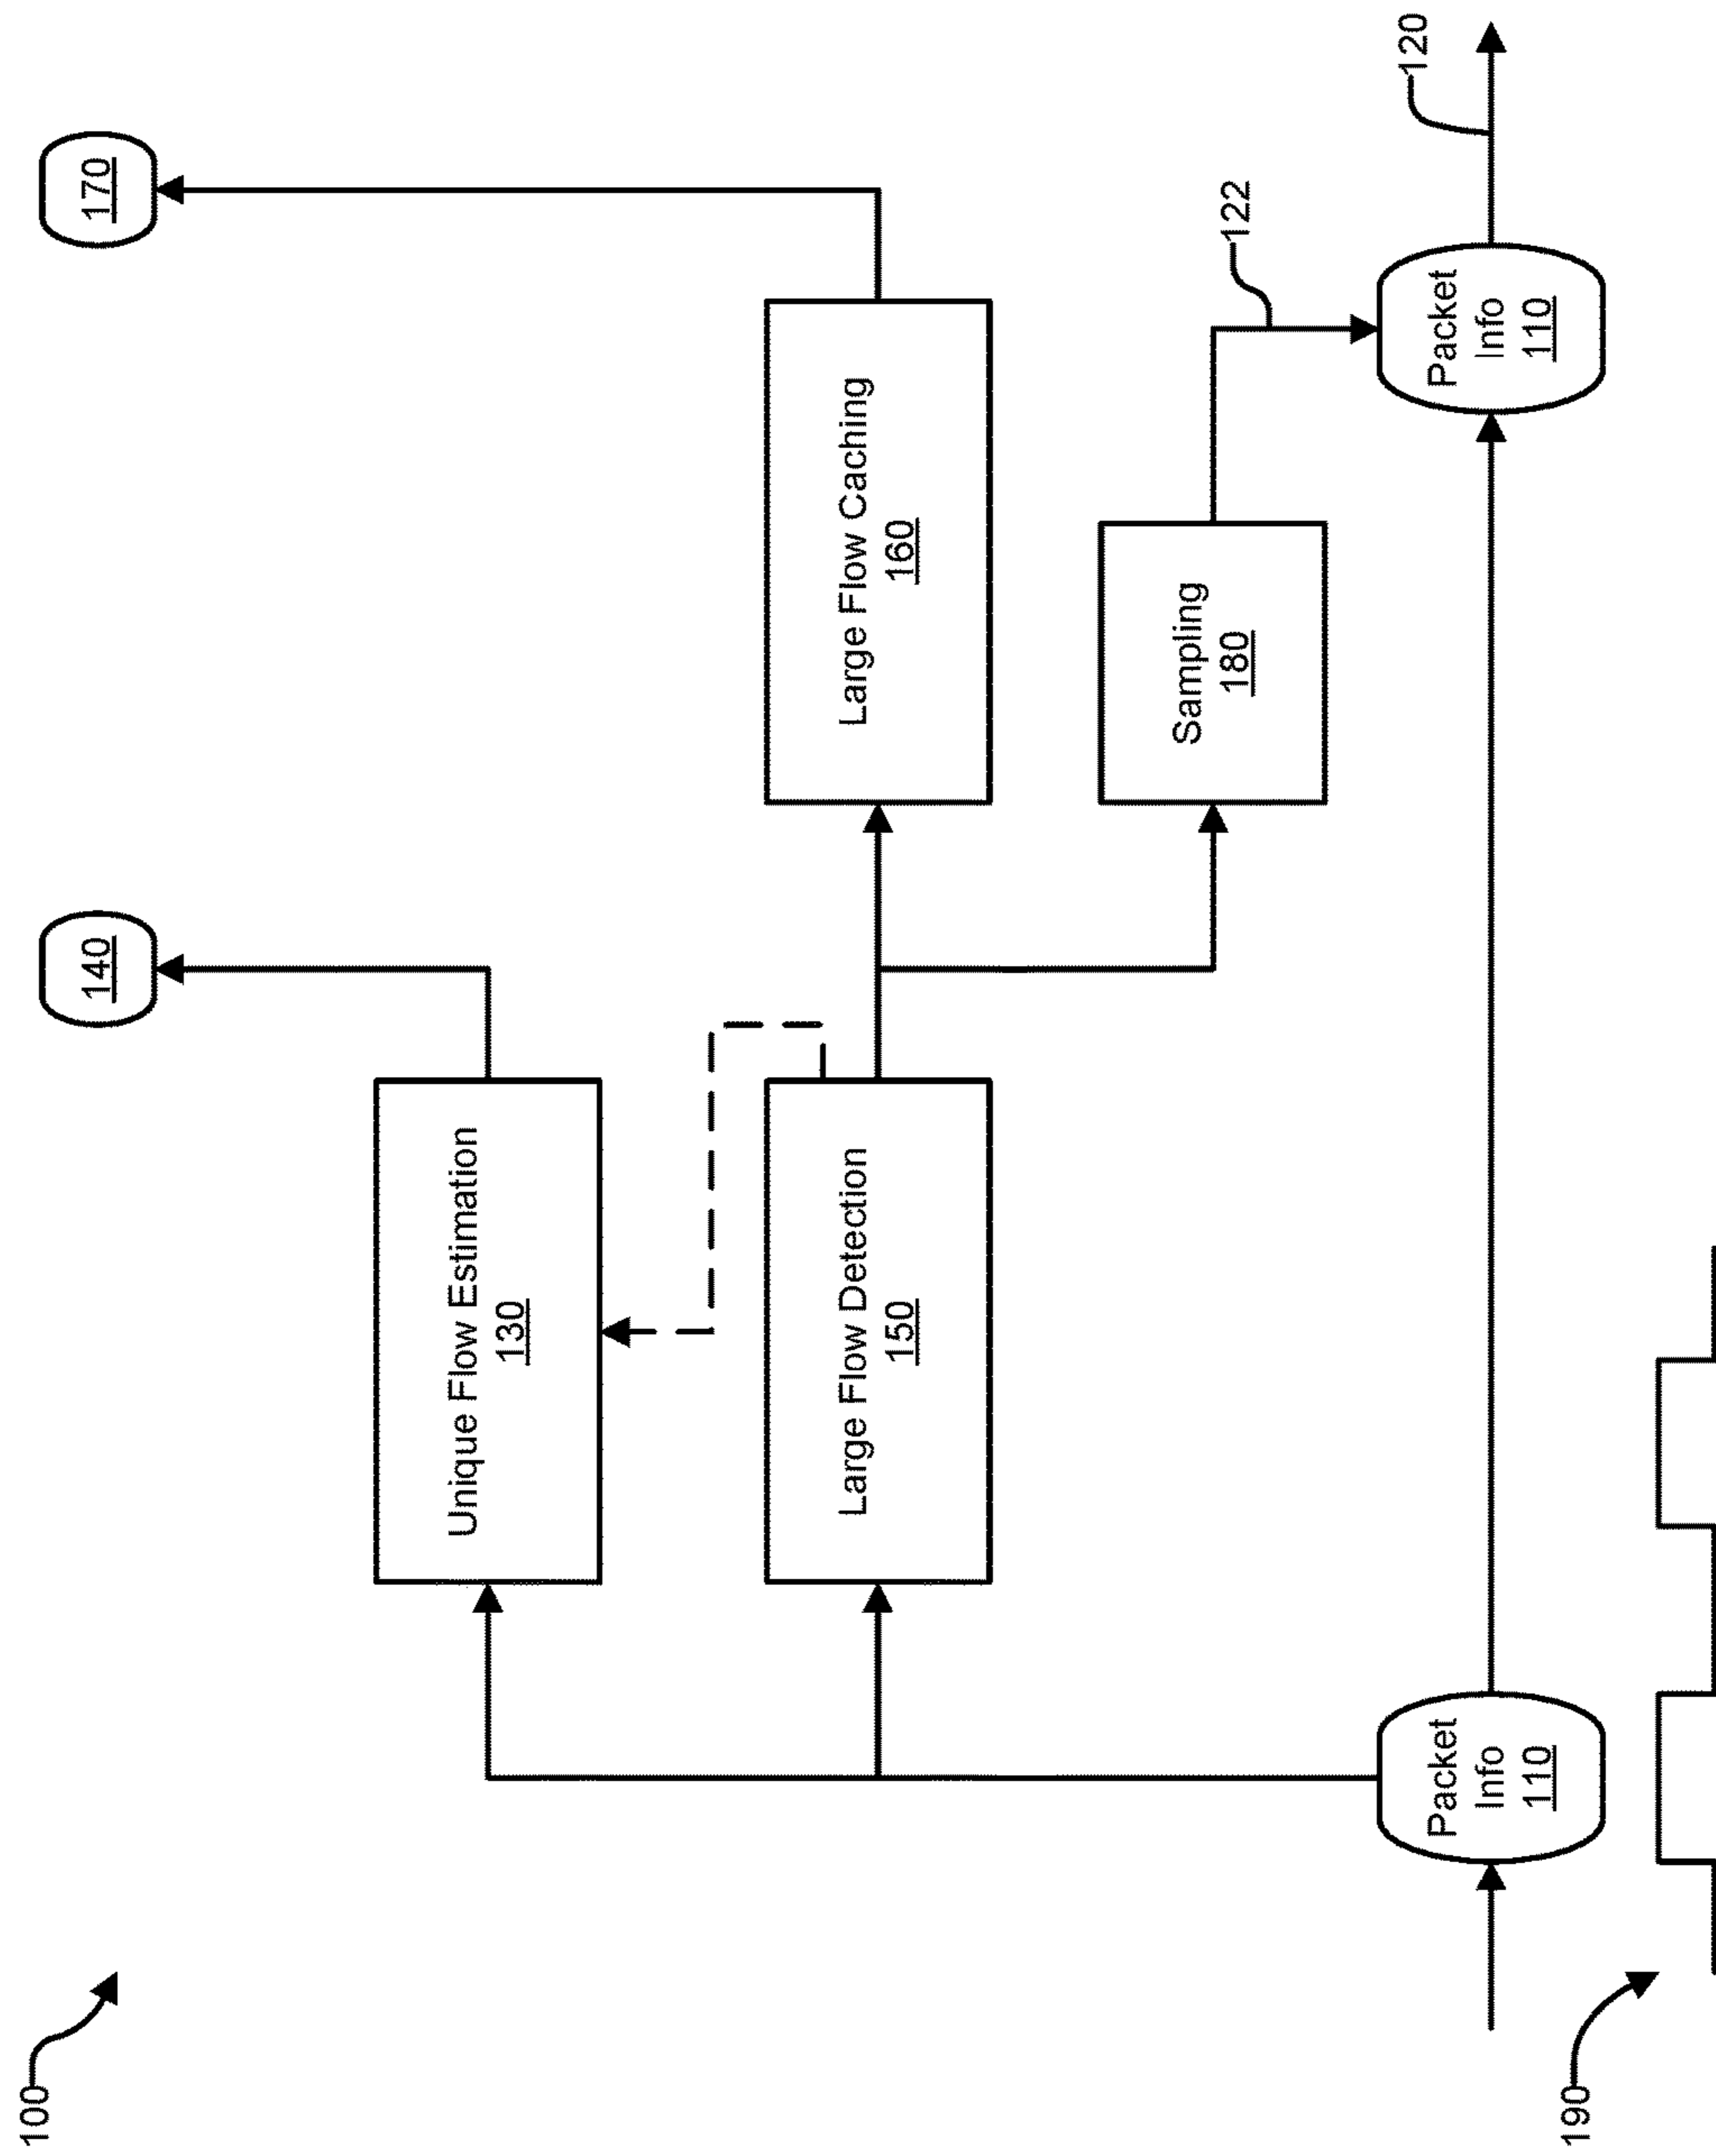 100
140
170
Unique Flow Estimation
130
Large Flow Detection
150
Large Flow Caching
160
Sampling
180
122
120
Packet
Info
110
Packet
Info
110
190